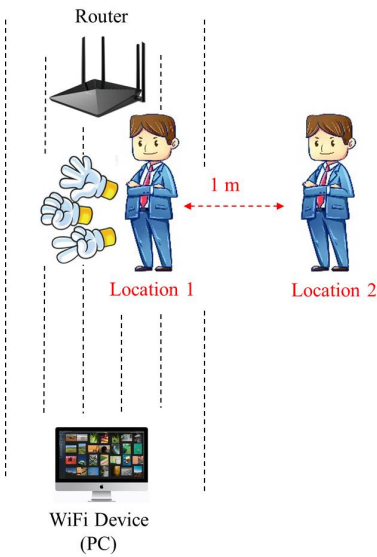 Router
1 m
Location 1
Location 2
WiFi Device
(PC)